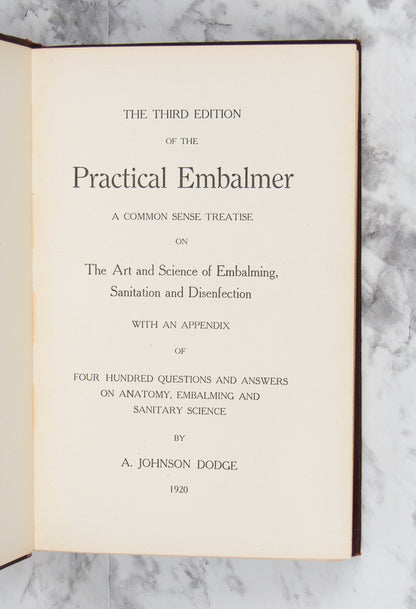 THE THIRD EDITION
OF THE
Practical Embalmer
A COMMON SENSE TREATISE
ON
The Art and Science of Embalming,
Sanitation and Disenfection
WITH AN APPENDIX
OF
FOUR HUNDRED QUESTIONS AND ANSWERS
ON ANATOMY, EMBALMING AND
SANITARY SCIENCE
BY
A. JOHNSON DODGE
1920